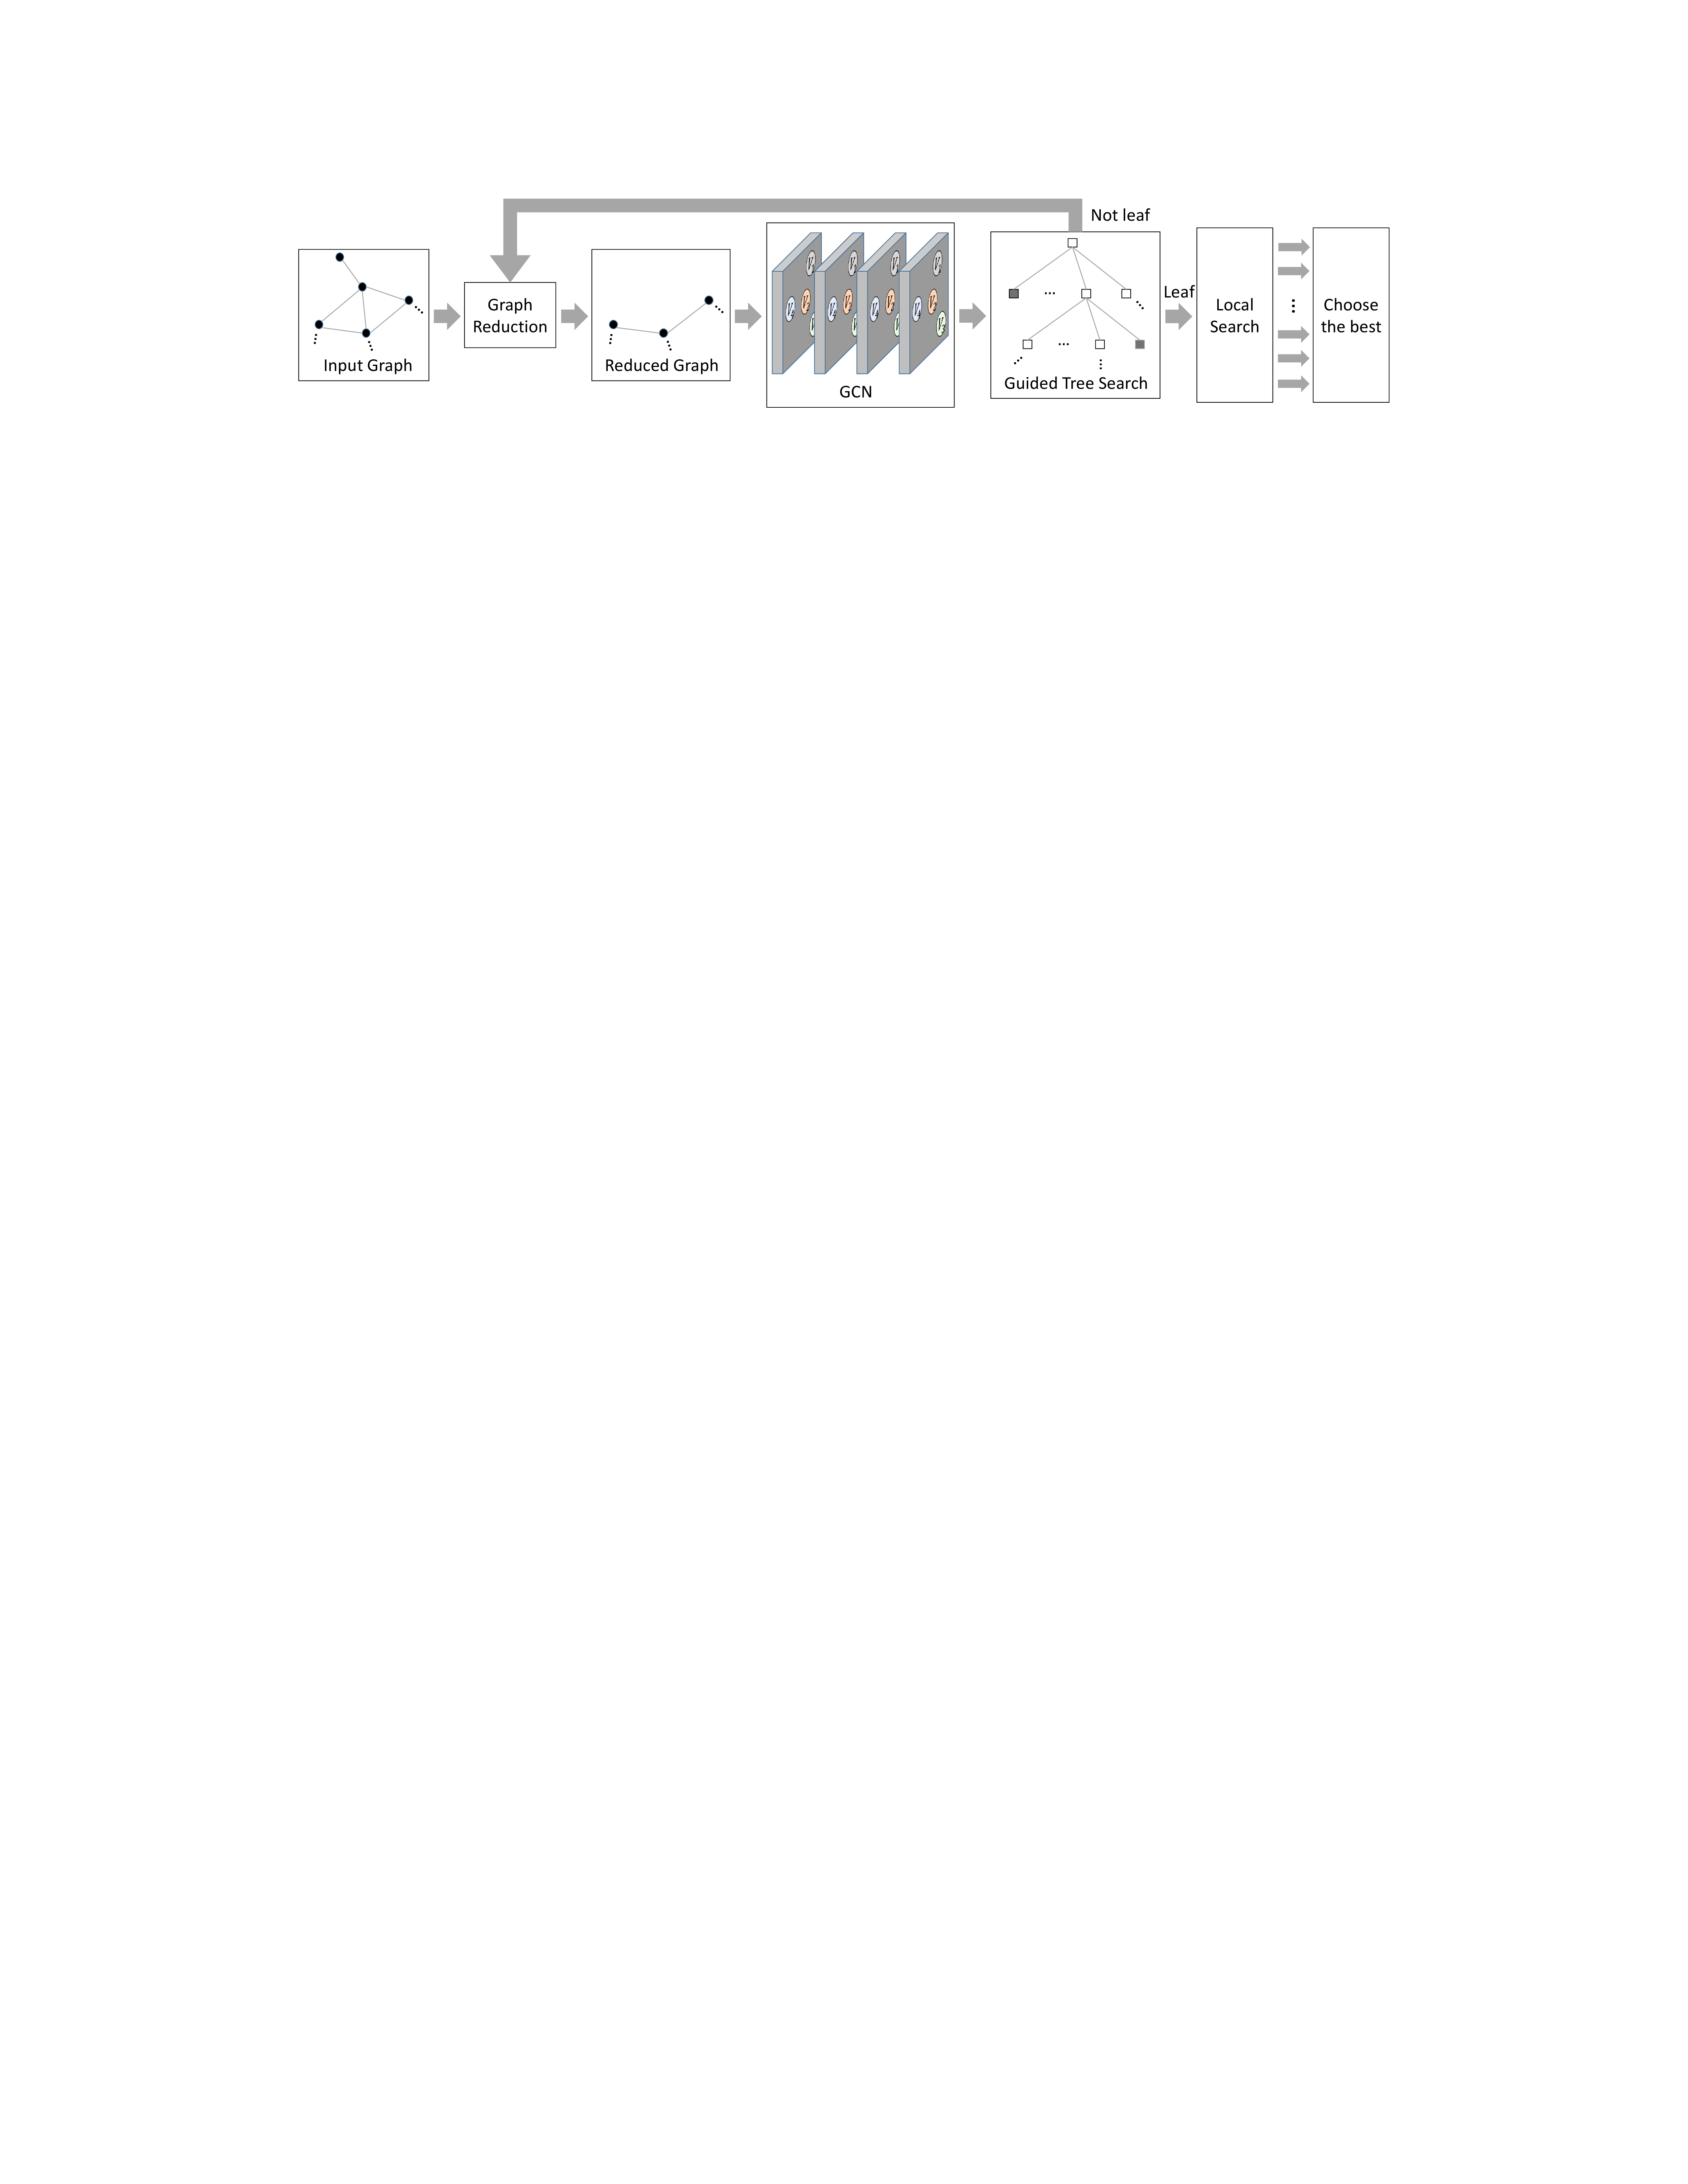 Not leaf
Input Graph
Graph
Reduction
Reduced Graph
GCN
Guided Tree Search
Leaf
Local
Search
Choose
the best